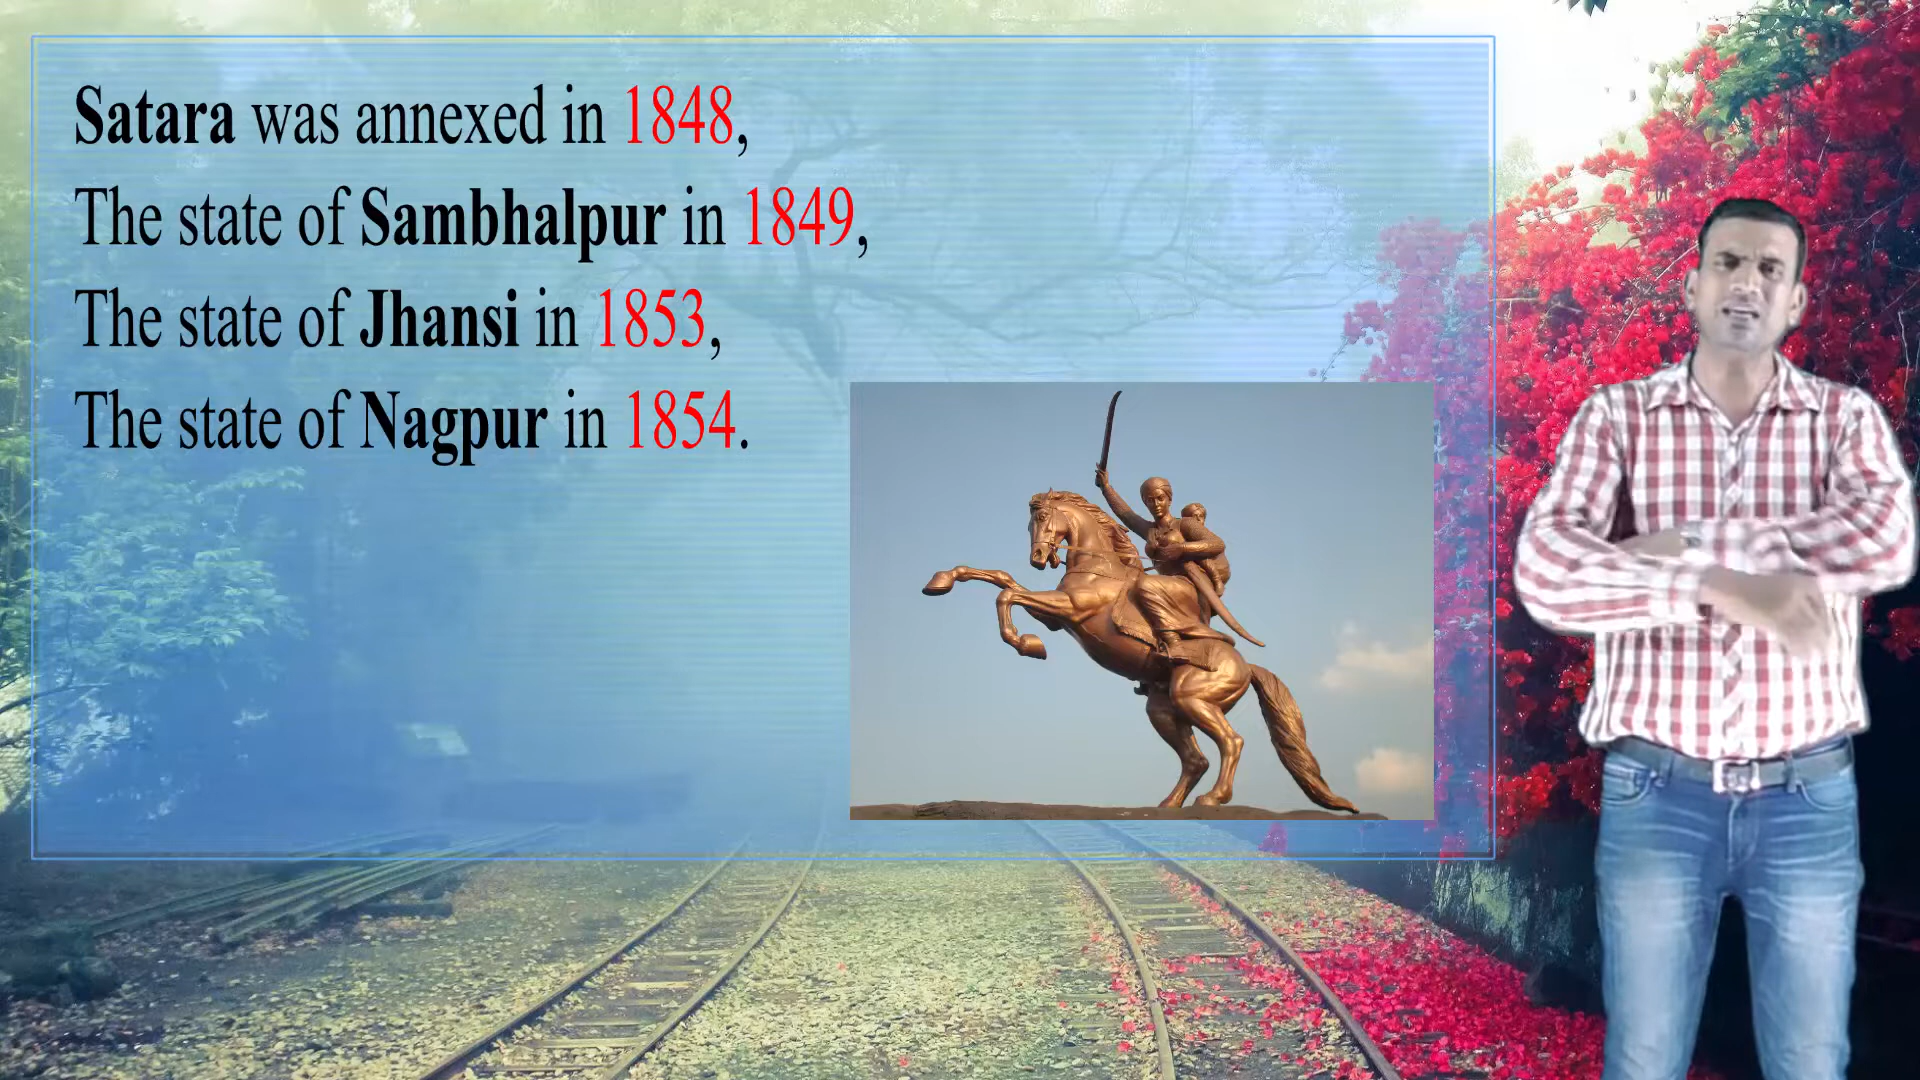 Satara was annexed in 1848,
The state of Sambhalpur in 1849,
The state of Jhansi in 1853,
The state of Nagpur in 1854.